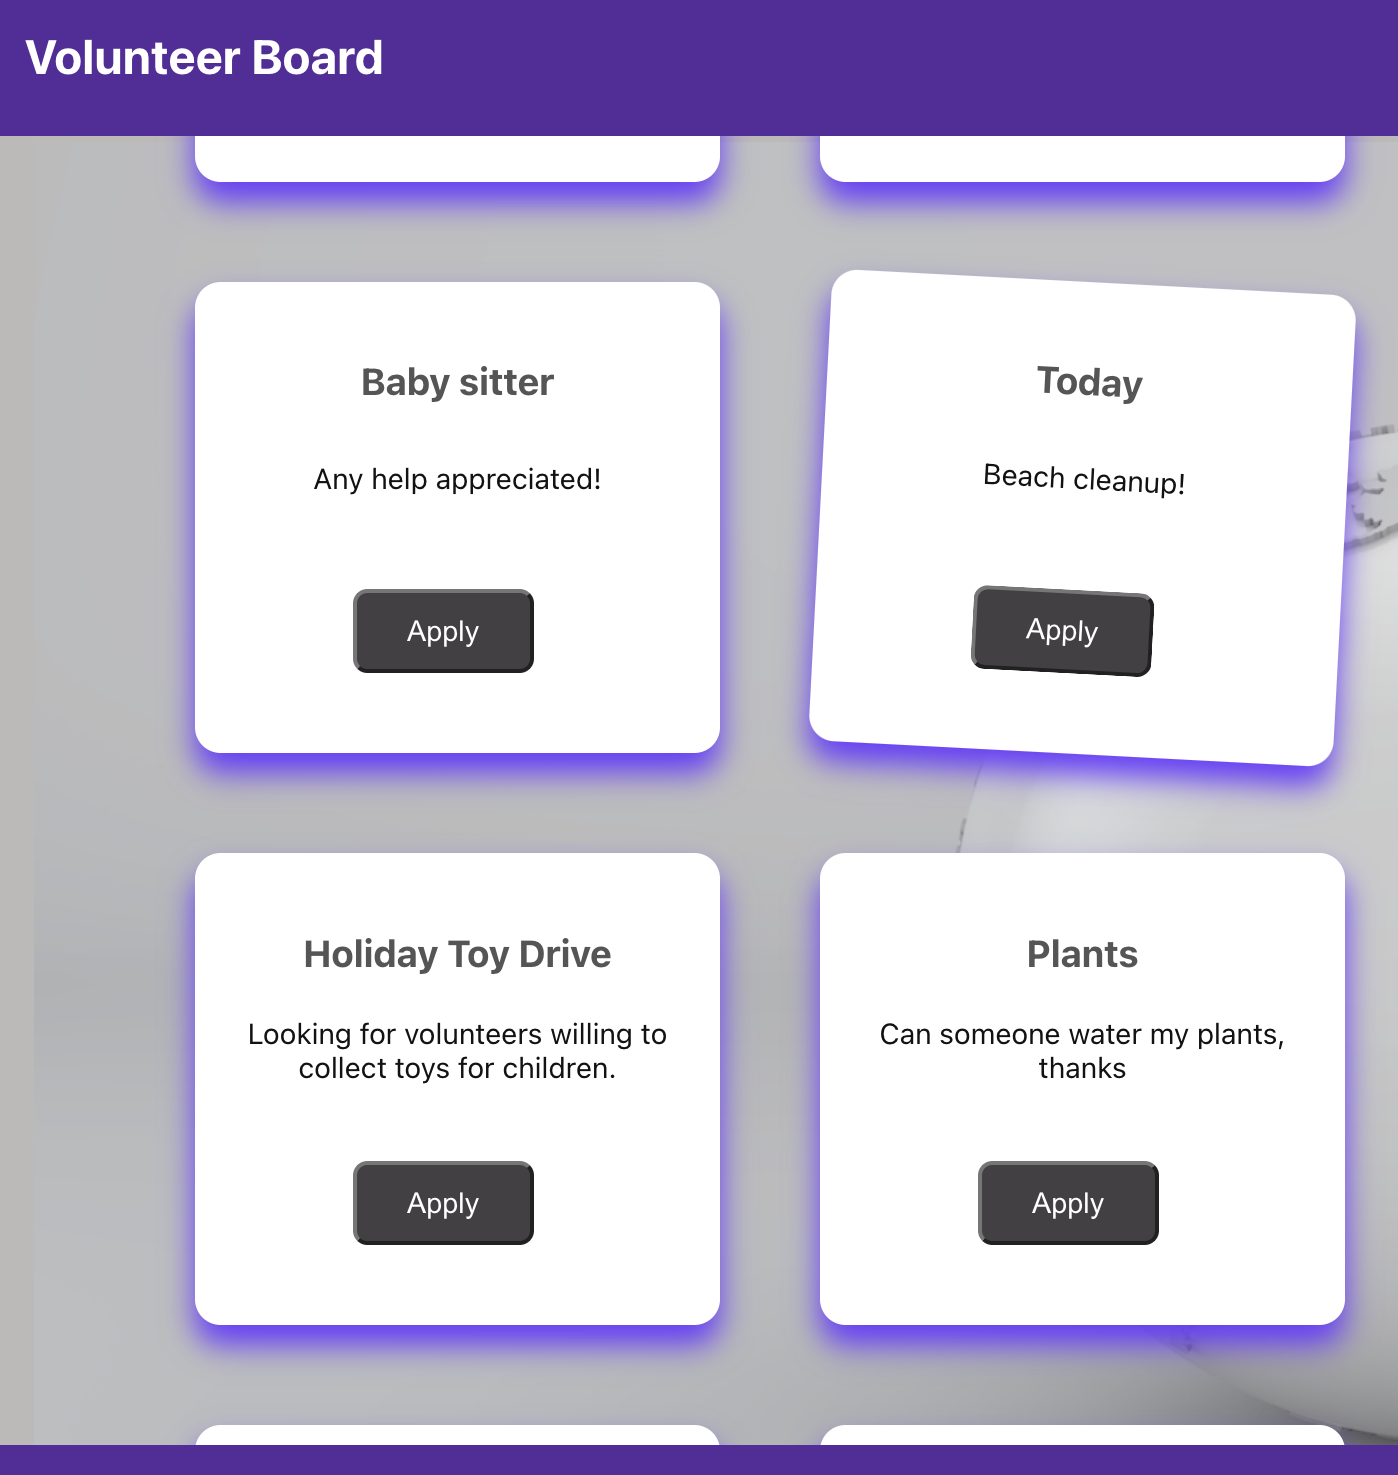 Volunteer Board
Baby sitter
Any help appreciated!
Apply
Today
Beach cleanup!
Apply
Holiday Toy Drive
Looking for volunteers willing to
collect toys for children.
Apply
Plants
Can someone water my plants,
thanks
Apply